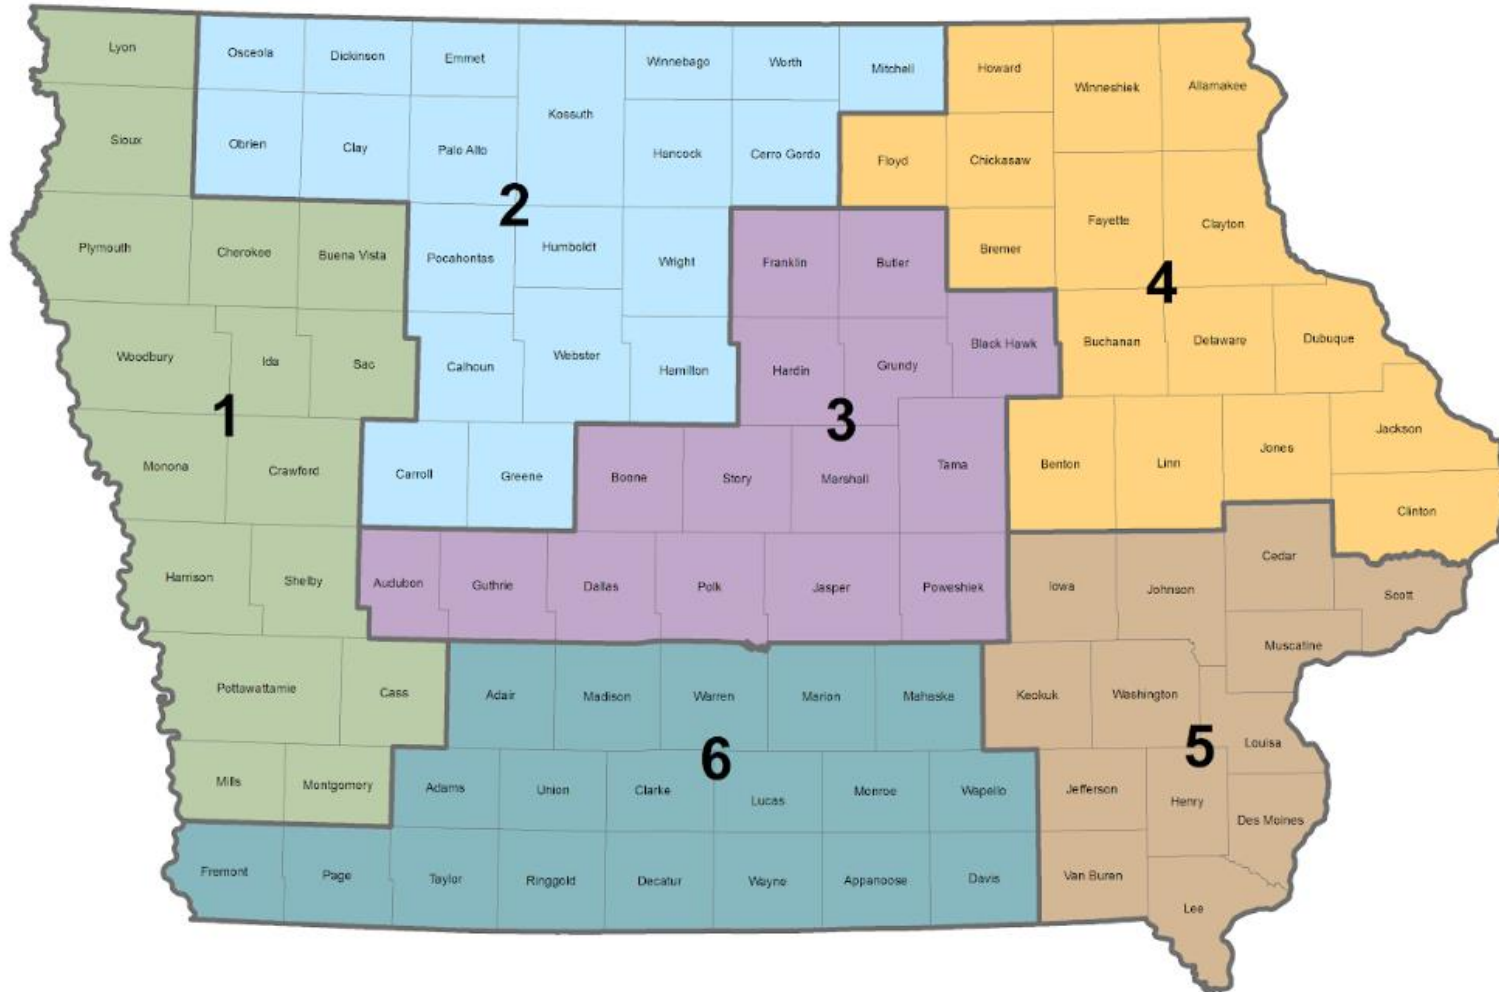 Lyon
Osceola
Dickinson
Emmet
Winnebago
Worth
Mitchell
Howard
Winneshiek
Allamakee
Kossuth
Sioux
Obrien
Clay
Palo Alto
Hancock
Cerro Gordo
Floyd
Chickasaw
2
Plymouth
Cherokee
Buena Vista
Pocahontas
Humboldt
Wright
Franklin
Butler
Bremer
Fayette
Clayton
4
Woodbury
Ida
Sac
Calhoun
Webster
Hamilton
Hardin
Grundy
Black Hawk
Buchanan
Delaware
Dubuque
1
3
Monona
Crawford
Carroll
Greene
Boone
Story
Marshall
Tama
Benton
Linn
Jones
Jackson
Clinton
Harrison
Shelby
Audubon
Guthrie
Dallas
Polk
Jasper
Poweshiek
Iowa
Johnson
Cedar
Scott
Muscatine
Pottawattamie
Cass
Adair
Madison
Warren
Marion
Mahaska
Keokuk
Washington
Louisa
6
5
Mills
Montgomery
Adams
Union
Clarke
Lucas
Monroe
Wapello
Jefferson
Henry
Des Moines
Fremont
Page
Taylor
Ringgold
Decatur
Wayne
Appanoose
Davis
Van Buren
Lee